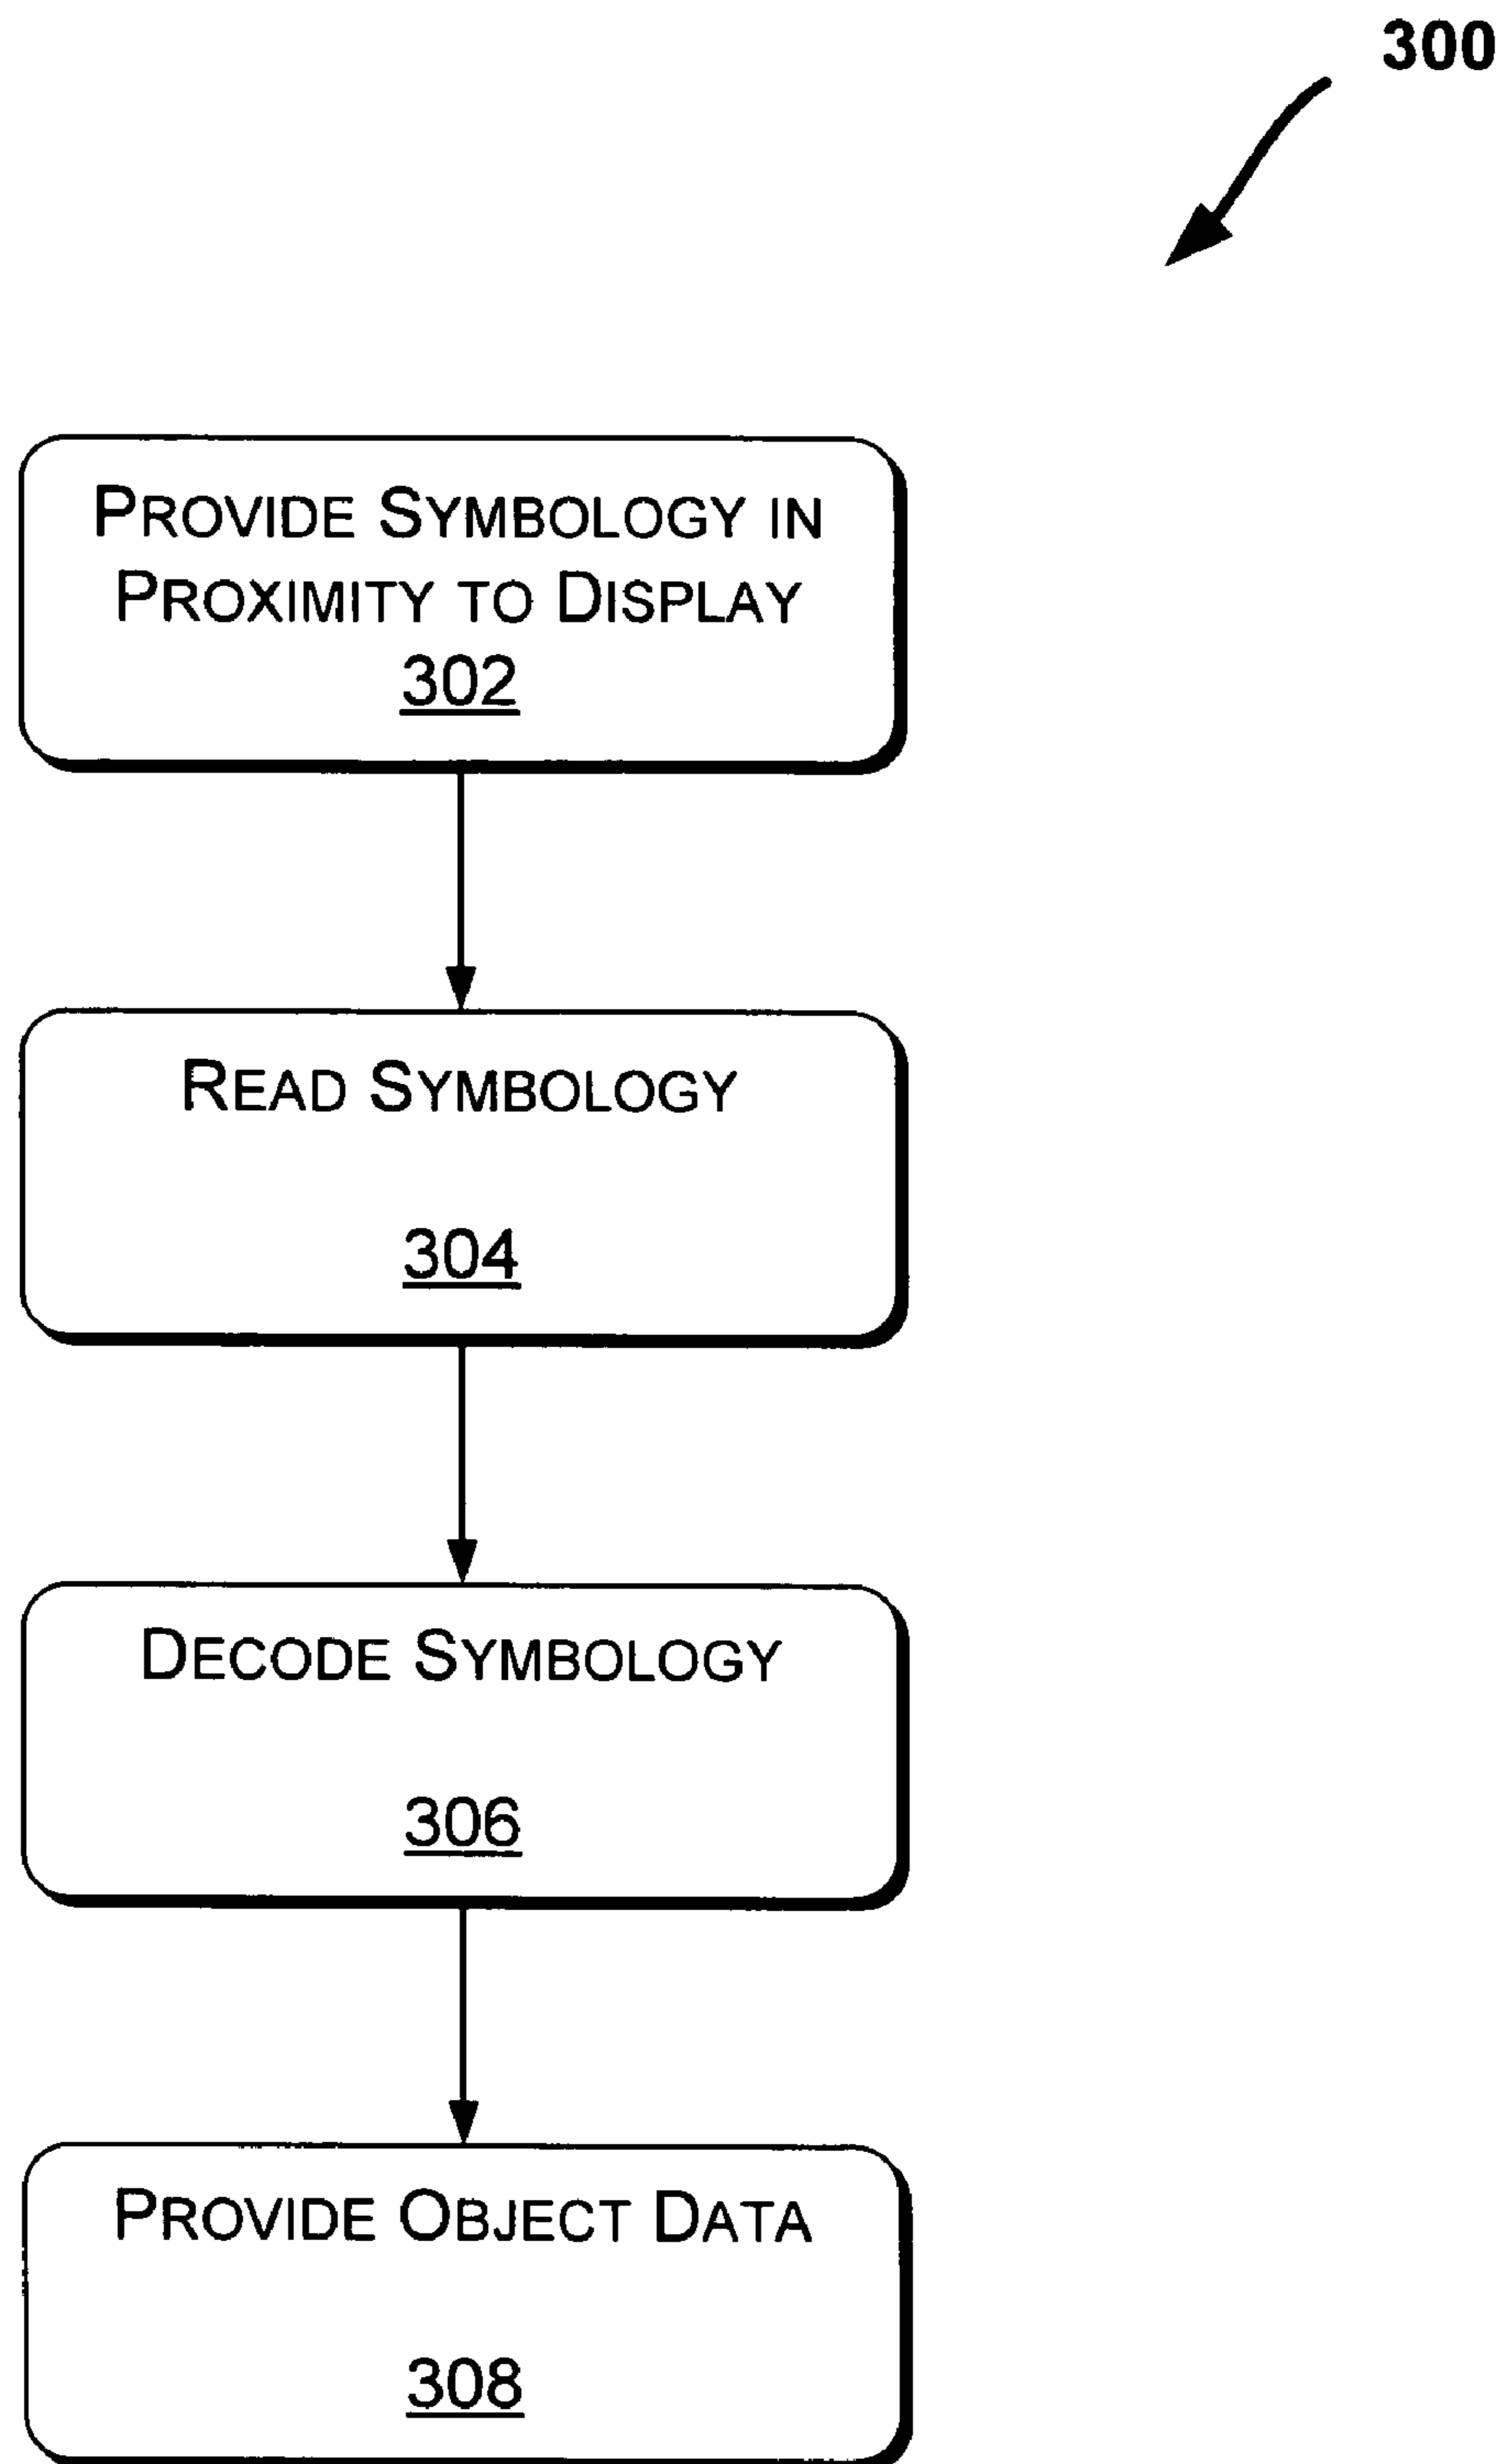 300
PROVIDE SYMBOLOGY IN
PROXIMITY TO DISPLAY
302
READ SYMBOLOGY
304
DECODE SYMBOLOGY
306
PROVIDE OBJECT DATA
308